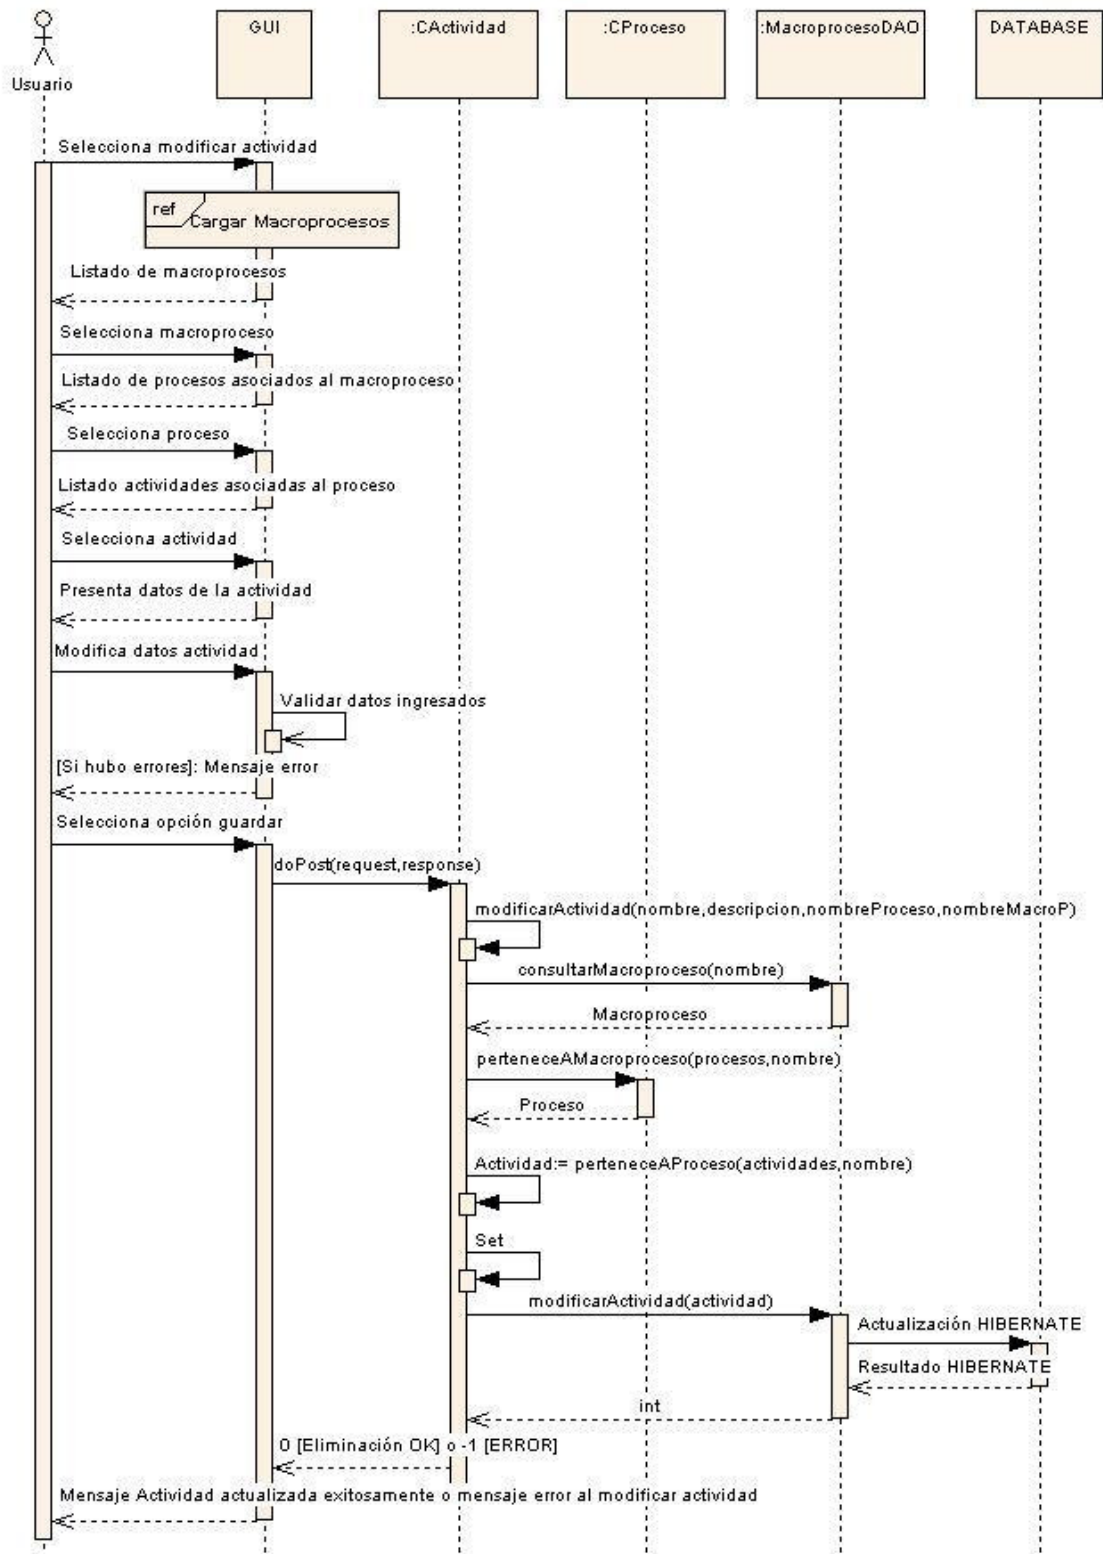 GUI
:CActividad
:CProceso
:MacroprocesoDAO
DATABASE
Usuario
Selecciona modificar actividad
ref
Cargar Macroprocesos
Listado de macroprocesos
Selecciona macroproceso
Listado de procesos asociados al macroproceso
Selecciona proceso
Listado actividades asociadas al proceso
Selecciona actividad
Presenta datos de la actividad
Modifica datos actividad
Validar datos ingresados
[Si hubo errores]: Mensaje error
Selecciona opción guardar
doPost(request,response)
modificarActividad(nombre,descripcion,nombreProceso,nombreMacroP)
consultarMacroproceso(nombre)
Macroproceso
perteneceAMacroproceso(procesos,nombre)
Proceso
Actividad:= perteneceAProceso(actividades,nombre)
Set
modificarActividad(actividad)
Actualización HIBERNATE
Resultado HIBERNATE
int
0 [Eliminación OK] o -1 [ERROR]
Mensaje Actividad actualizada exitosamente o mensaje error al modificar actividad